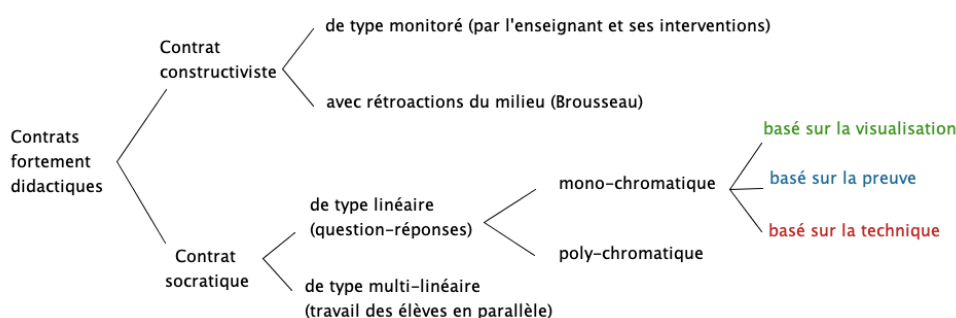 Contrats
fortement
didactiques
Contrat
constructiviste
de type monitoré (par l'enseignant et ses interventions)
avec rétroactions du milieu (Brousseau)
Contrat
socratique
de type linéaire
(question-réponses)
mono-chromatique
basé sur la visualisation
basé sur la preuve
basé sur la technique
poly-chromatique
de type multi-linéaire
(travail des élèves en parallèle)